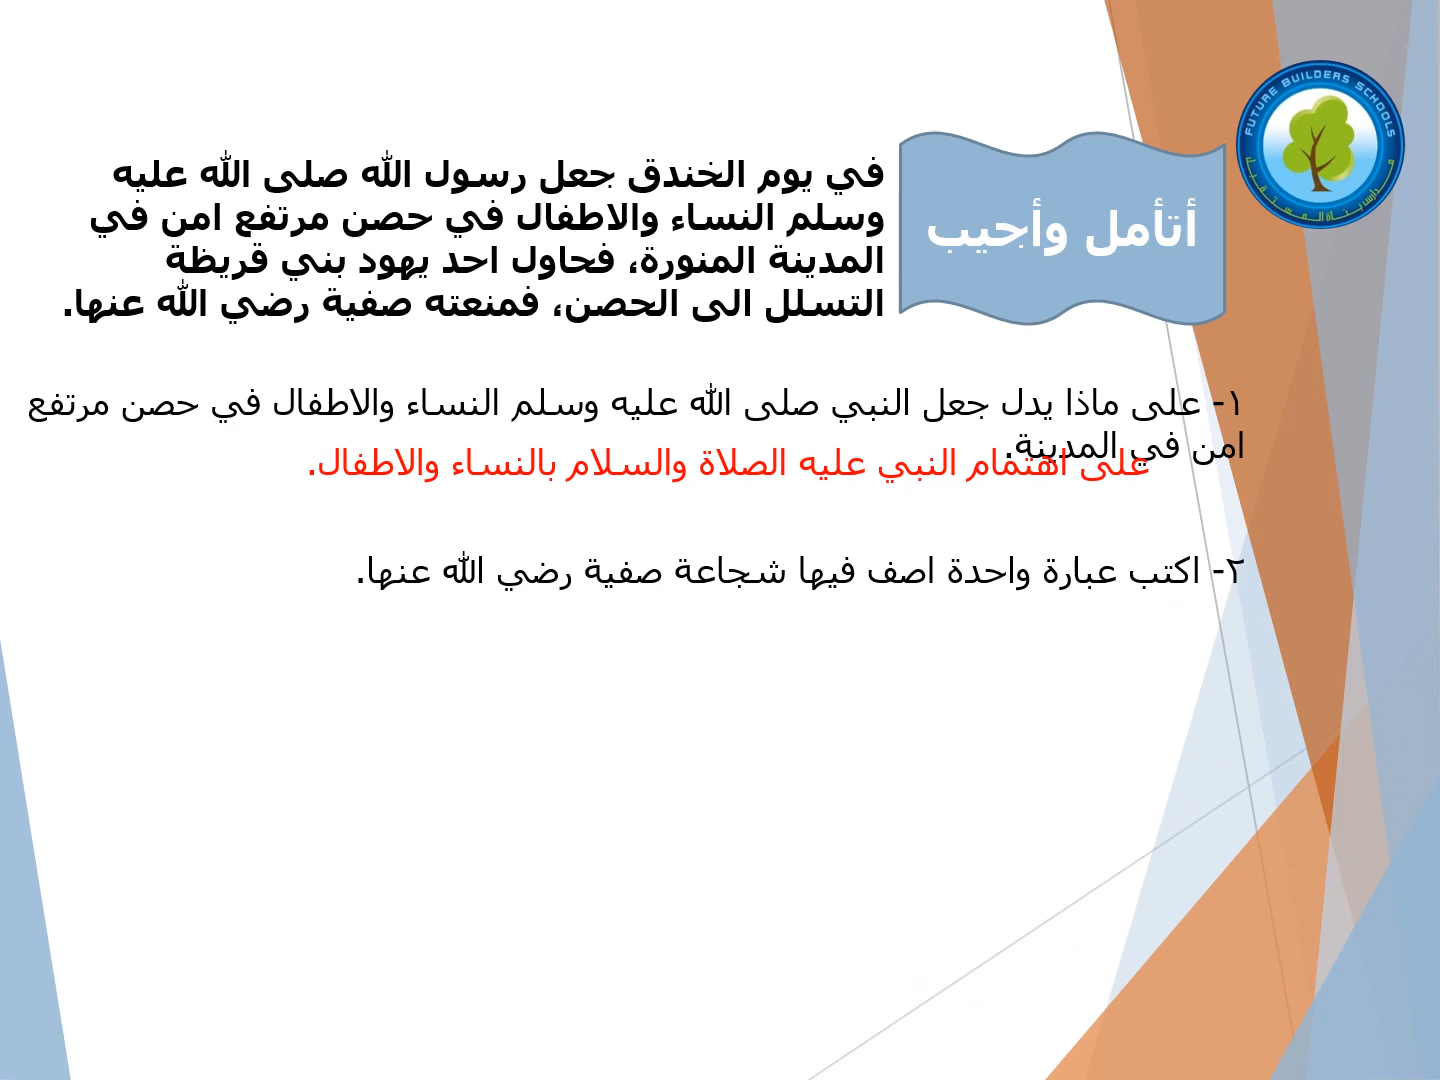 FUTURE BUILDERS SCHOOLS
أتأمل وأجيب
في يوم الخندق جعل رسول الله صلى الله عليه
وسلم النساء والاطفال في حصن مرتفع امن في
المدينة المنورة، فحاول احد يهود بني قريظة
التسلل الى الحصن، فمنعته صفية رضي الله عنها.
١- على ماذا يدل جعل النبي صلى الله عليه وسلم النساء والاطفال في حصن مرتفع
امن في المدينة.
على اهتمام النبي عليه الصلاة والسلام بالنساء والاطفال.
٢- اكتب عبارة واحدة اصف فيها شجاعة صفية رضي الله عنها.